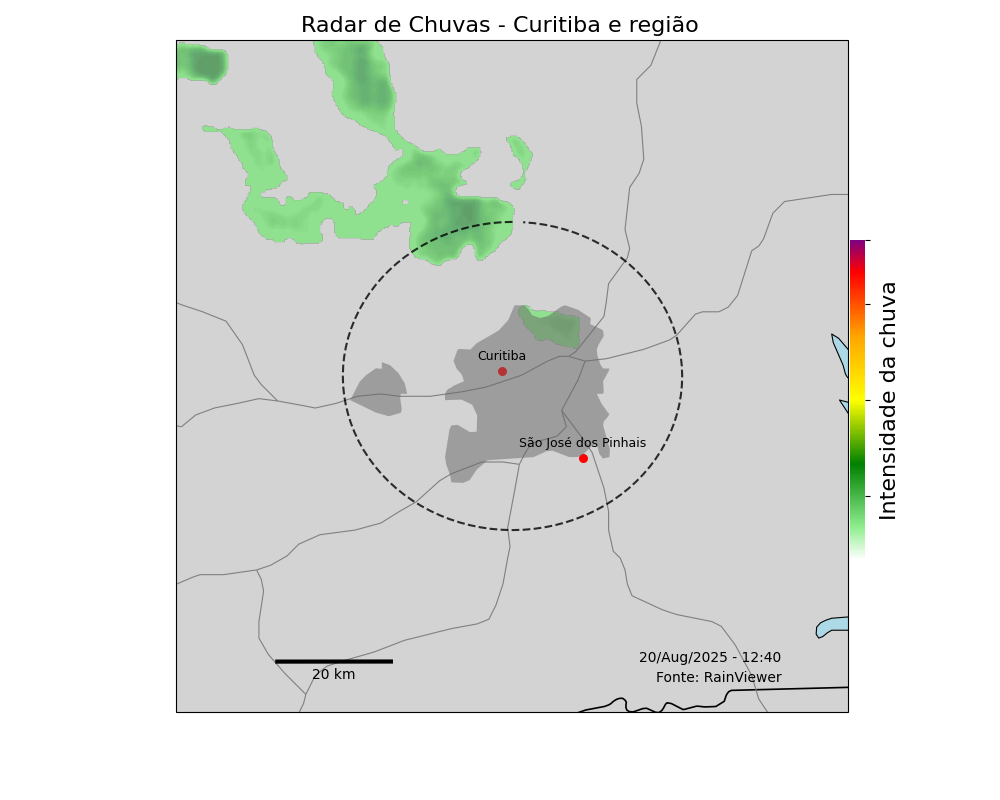 Radar de Chuvas - Curitiba e região
Curitiba
São José dos Pinhais
Intensidade da chuva
20/Aug/2025 - 12:40
Fonte: RainViewer
20 km